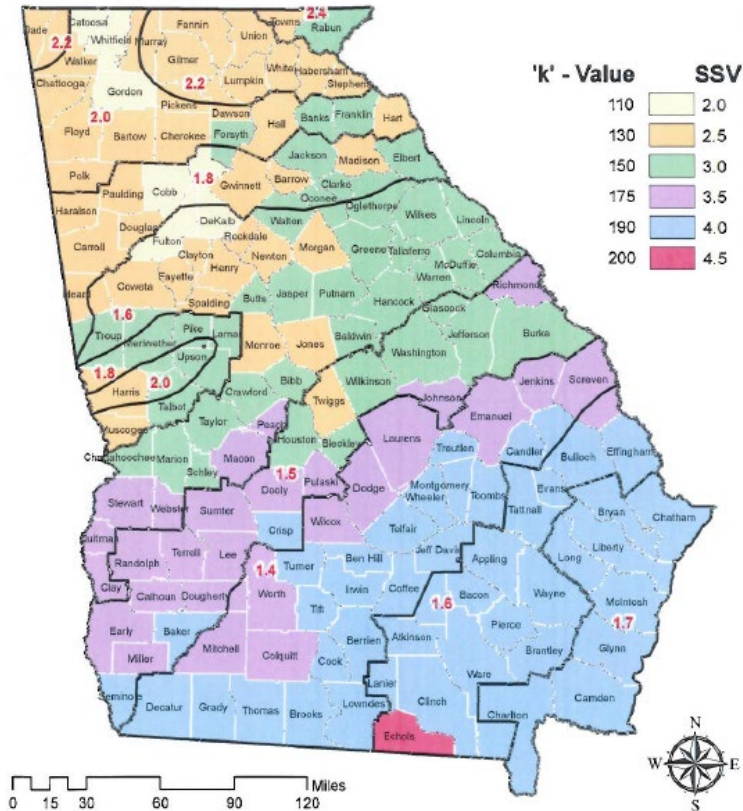 'k' - Value SSV
110 2.0
130 2.5
150 3.0
175 3.5
190 4.0
200 4.5
2.4
Dade Catoosa Fannin Towns Rabun
2.2 Whitfield Murray Union
Walker Gilmer White Habersham
Chattooga 2.2 Lumpkin Stephens
Gordon
2.0 Pickens Dawson Banks Franklin Hart
Floyd Bartow Cherokee Forsyth Hall
Jackson Madison Elbert
Polk 1.8 Barrow
Paulding Cobb Gwinnett Clarke
Haralson Oconee Oglethorpe
Douglas DeKalb Walton Wilkes Lincoln
Fulton Rockdale
Carroll Clayton Newton Morgan Greene Taliaferro Columbia
Fayette Henry McDuffie
Heard Coweta Warren Richmond
Spalding Butts Jasper Putnam Hancock Glascock
1.6
Troup Meriwether Pike Lamar Jefferson Burke
Upson Monroe Jones Baldwin Washington
1.8 2.0
Harris Bibb Wilkinson Jenkins Screven
Talbot Crawford Twiggs Johnson Emanuel
Muscogee Taylor Peach
Chattahoochee Marion Houston Bleckley Laurens
Macon Treutlen Candler Bulloch Effingham
Schley 1.5
Stewart Webster Dooly Pulaski Dodge Montgomery Evans
Sumter Wheeler Toombs Tattnall Bryan Chatham
Quitman Crisp Wilcox Telfair
Randolph Terrell Lee Ben Hill Jeff Davis Appling Long Liberty
1.4 Turner
Clay Calhoun Dougherty Worth Irwin Coffee Bacon Wayne
1.6 McIntosh
Early Baker Tift Pierce 1.7
Mitchell Berrien Atkinson Glynn
Miller Colquitt Cook Brantley
Lanier Ware
Seminole Decatur Grady Thomas Brooks Lowndes Clinch Charlton Camden
Echols
N
W E
S
Miles
0 15 30 60 90 120